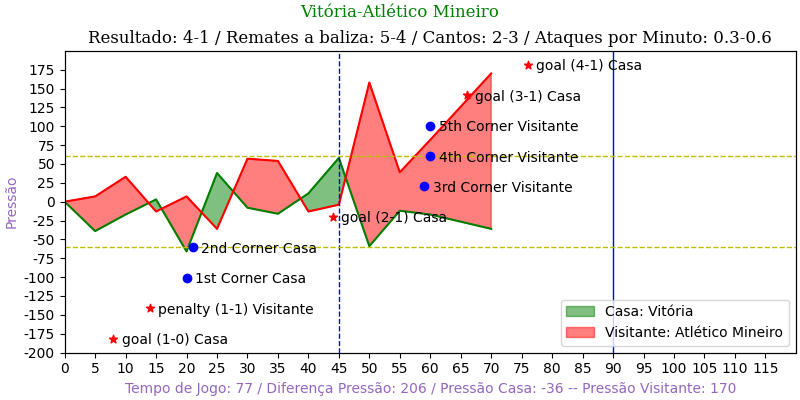 Vitória-Atlético Mineiro
Resultado: 4-1 / Remates a baliza: 5-4 / Cantos: 2-3 / Ataques por Minuto: 0.3-0.6
175
150
125
100
75
50
25
0
-25
-50
-75
-100
-125
-150
-175
-200
Pressão
goal (4-1) Casa
goal (3-1) Casa
5th Corner Visitante
4th Corner Visitante
3rd Corner Visitante
goal (2-1) Casa
2nd Corner Casa
1st Corner Casa
penalty (1-1) Visitante
goal (1-0) Casa
Casa: Vitória
Visitante: Atlético Mineiro
0 5 10 15 20 25 30 35 40 45 50 55 60 65 70 75 80 85 90 95 100 105 110 115
Tempo de Jogo: 77 / Diferença Pressão: 206 / Pressão Casa: -36 -- Pressão Visitante: 170